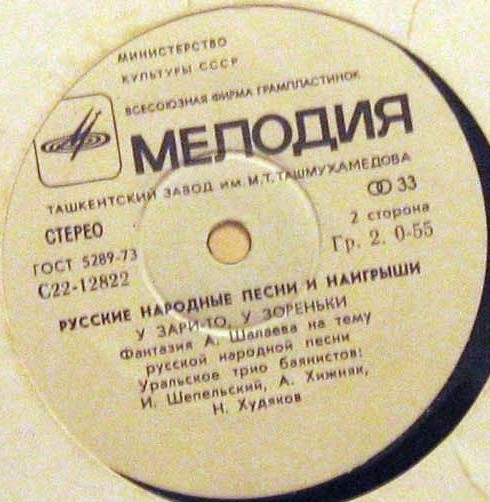 МИНИСТЕРСТВО
КУЛЬТУРЫ СССР
ВСЕСОЮЗНАЯ ФИРМА ГРАМПЛАСТИНОК
МЕЛОДИЯ
ТАШКЕНТСКИЙ ЗАВОД ИМ. М.Т. ТАШМУХАМЕДОВА
СТЕРЕО
33
ГОСТ 5289-73
2 сторона
С22-12822
Гр. 2. 0-55
РУССКИЕ НАРОДНЫЕ ПЕСНИ И НАИГРЫШИ
У ЗАРИ-ТО, У ЗОРЕНЬКИ
Фантазия А. Шалаева на тему
русской народной песни
Уральское трио баянистов:
И. Шепельский, А. Хижняк,
Н. Худяков